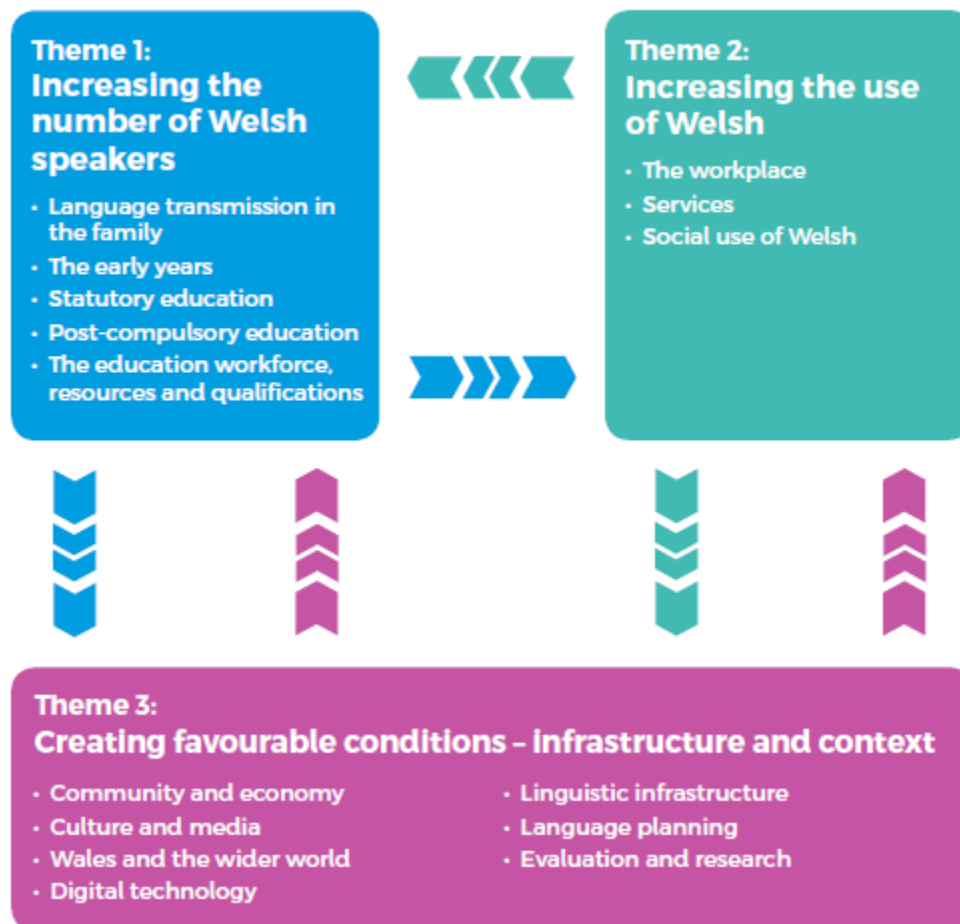 Theme 1:
Increasing the
number of Welsh
speakers
• Language transmission in
the family
• The early years
• Statutory education
• Post-compulsory education
• The education workforce,
resources and qualifications
Theme 2:
Increasing the use
of Welsh
• The workplace
• Services
• Social use of Welsh
Theme 3:
Creating favourable conditions – infrastructure and context
• Community and economy
• Culture and media
• Wales and the wider world
• Digital technology
• Linguistic infrastructure
• Language planning
• Evaluation and research